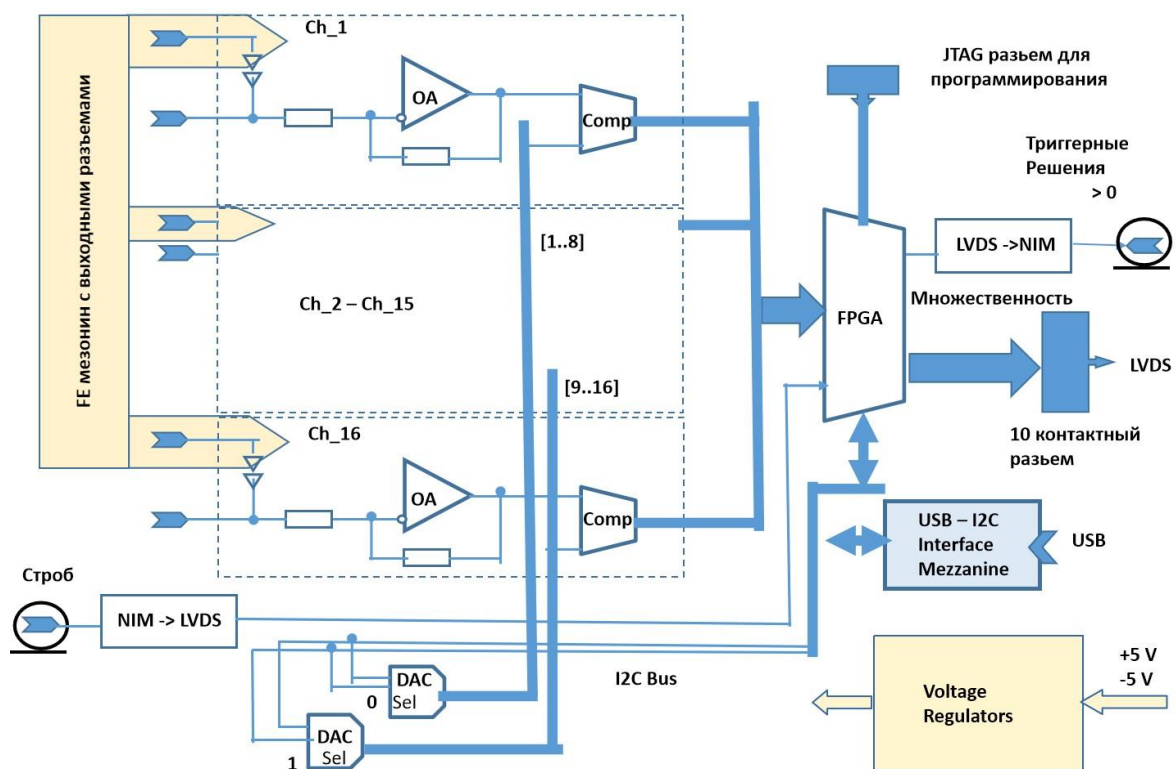 FE мезонин с выходными разъемами
Ch_1
OA
Comp
[1..8]
Ch_2 – Ch_15
[9..16]
Ch_16
OA
Comp
JTAG разьем для
программирования
Триггерные
Решения
> 0
LVDS ->NIM
FPGA
Множественность
LVDS
10 контактный
разьем
USB – I2C
Interface
Mezzanine
USB
Строб
NIM -> LVDS
I2C Bus
DAC
0 Sel
DAC
1 Sel
Voltage
Regulators
+5 V
-5 V